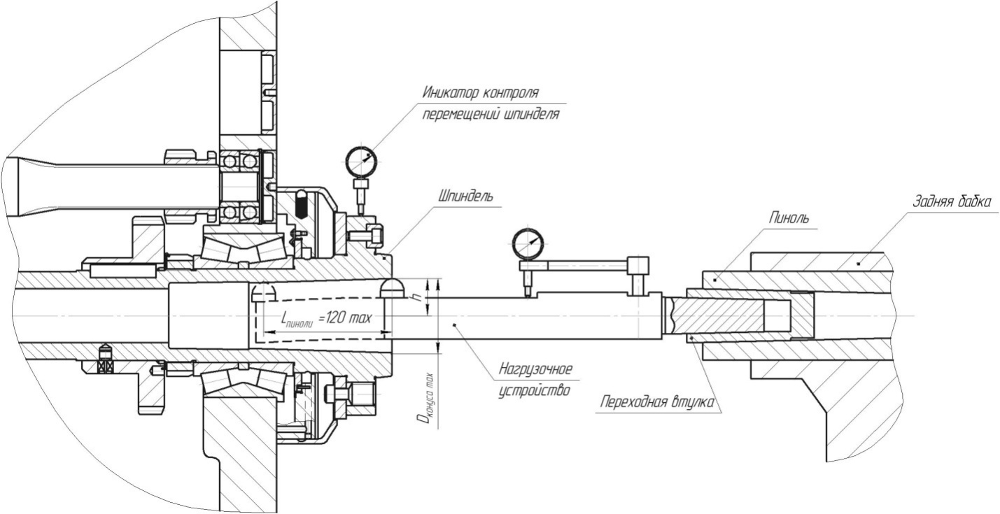 Иникатор контроля
перемещений шпинделя
Шпиндель
Задняя бабка
Пиноль
h
Lпиноли =120 max
Dконуса max
Нагрузочное
устройство
Переходная втулка